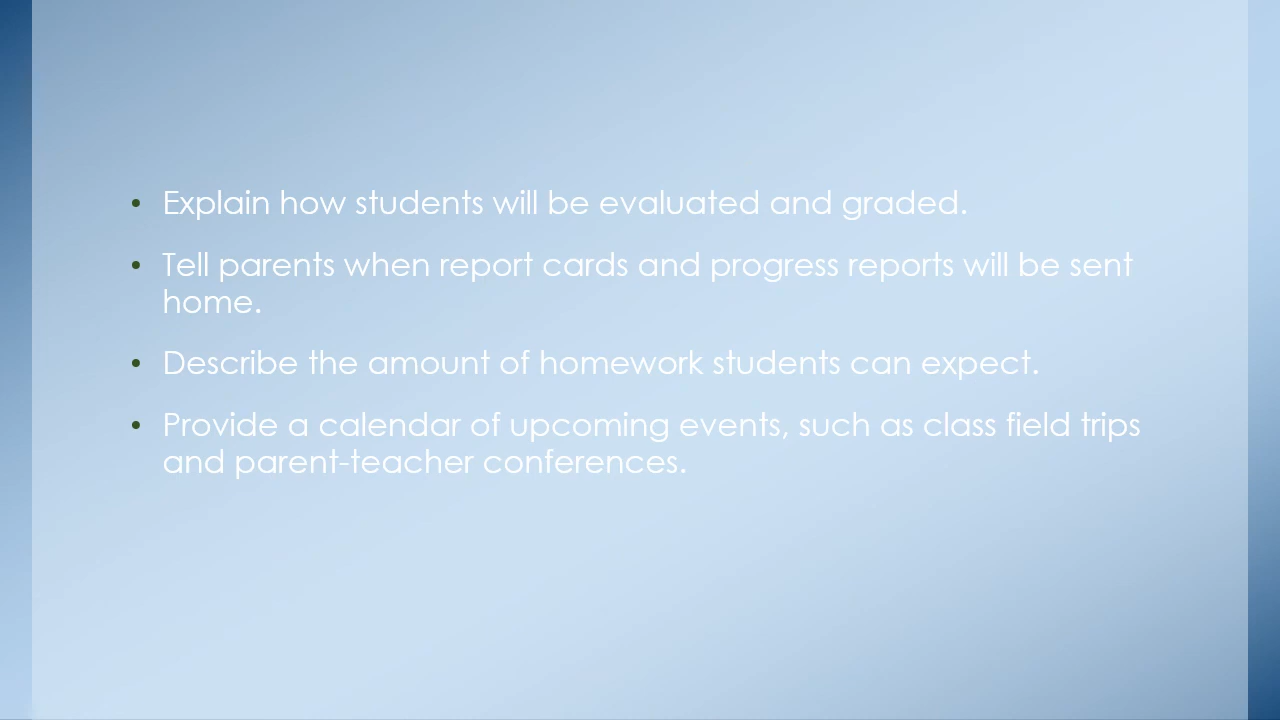 • Explain how students will be evaluated and graded.
• Tell parents when report cards and progress reports will be sent
home.
• Describe the amount of homework students can expect.
• Provide a calendar of upcoming events, such as class field trips
and parent-teacher conferences.